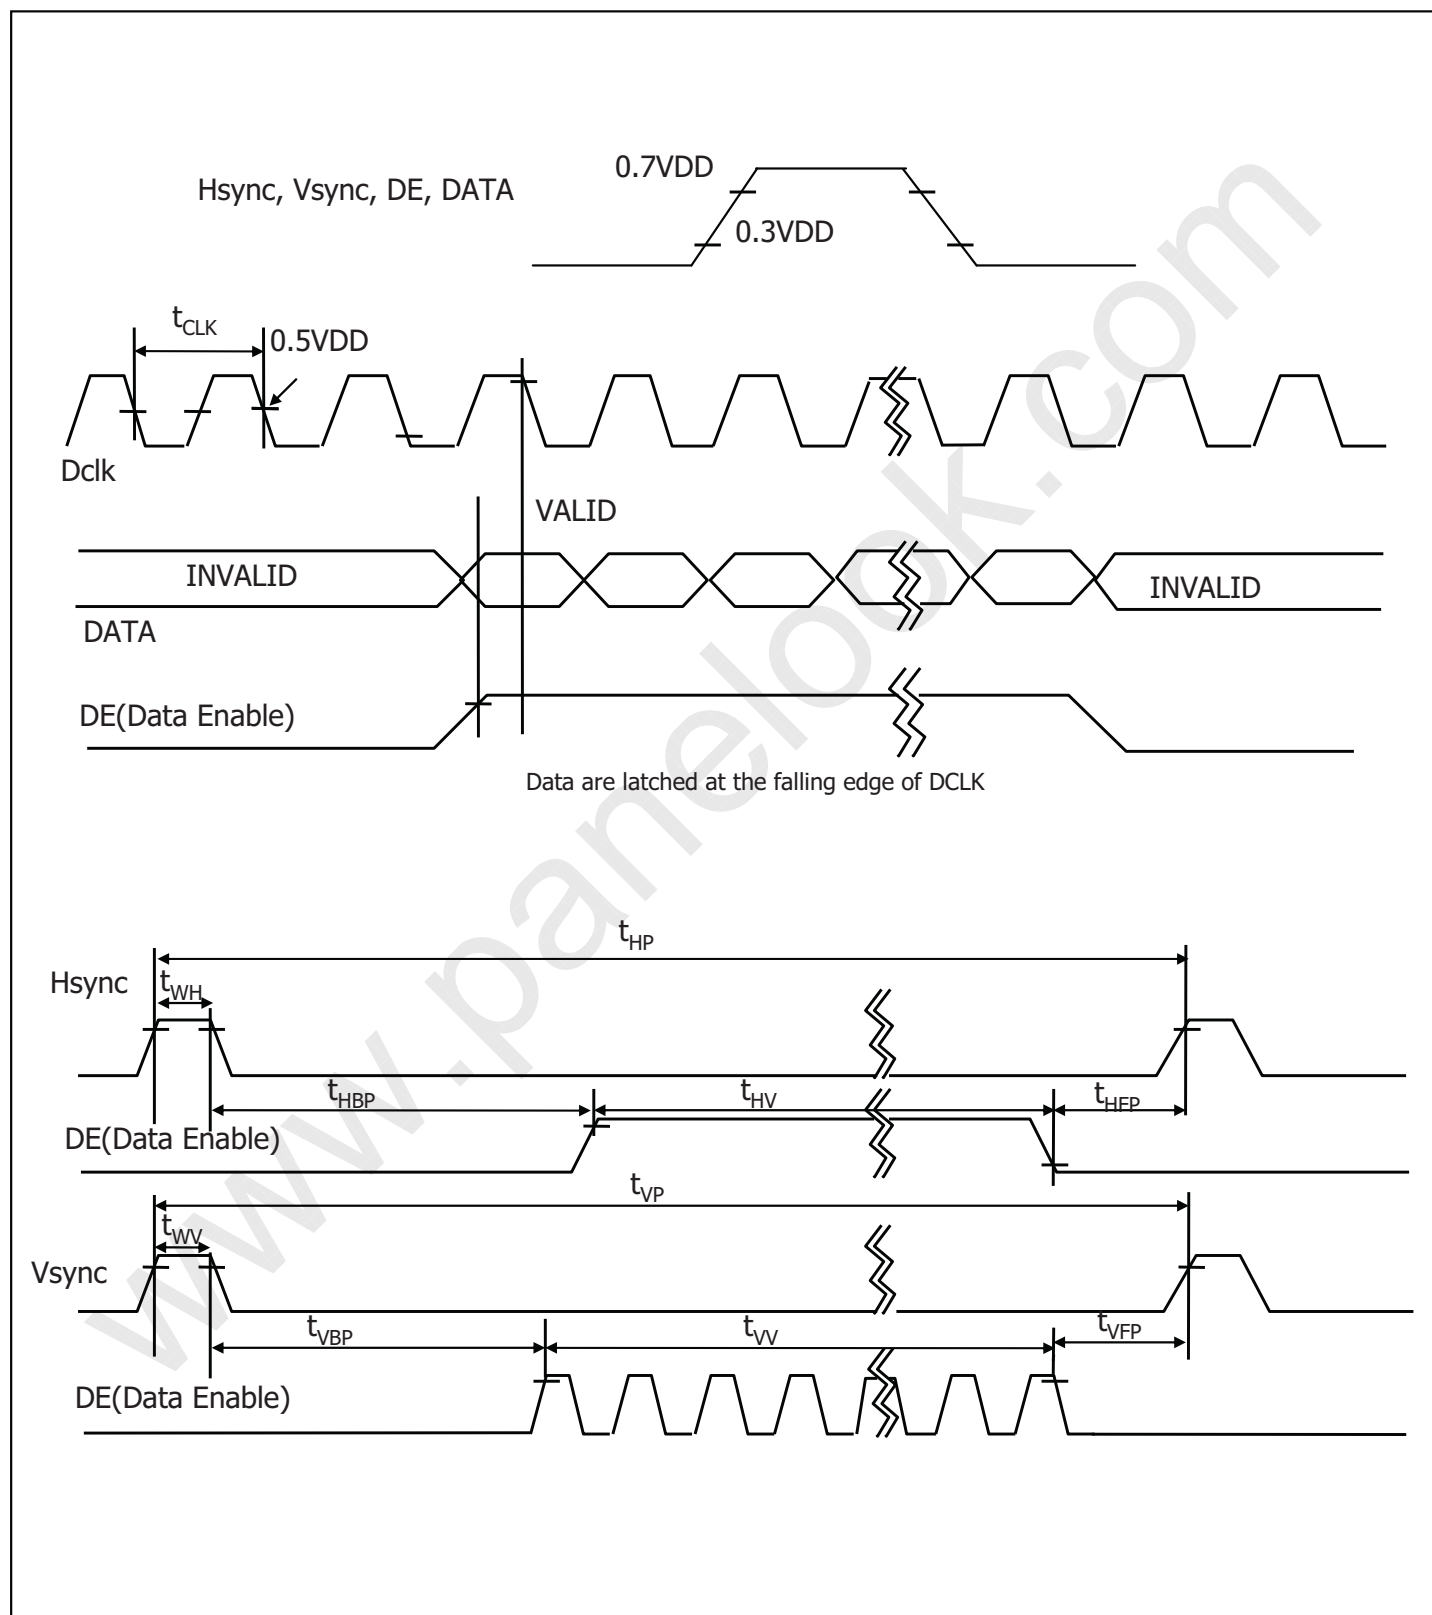 0.7VDD
Hsync, Vsync, DE, DATA
0.3VDD
tCLK
0.5VDD
Dclk
VALID
INVALID
INVALID
DATA
DE(Data Enable)
Data are latched at the falling edge of DCLK
tHP
Hsync
tWH
tHBP
tHV
tHFP
DE(Data Enable)
tVP
tWV
Vsync
tVBP
tVV
tVFP
DE(Data Enable)
www.panelook.com